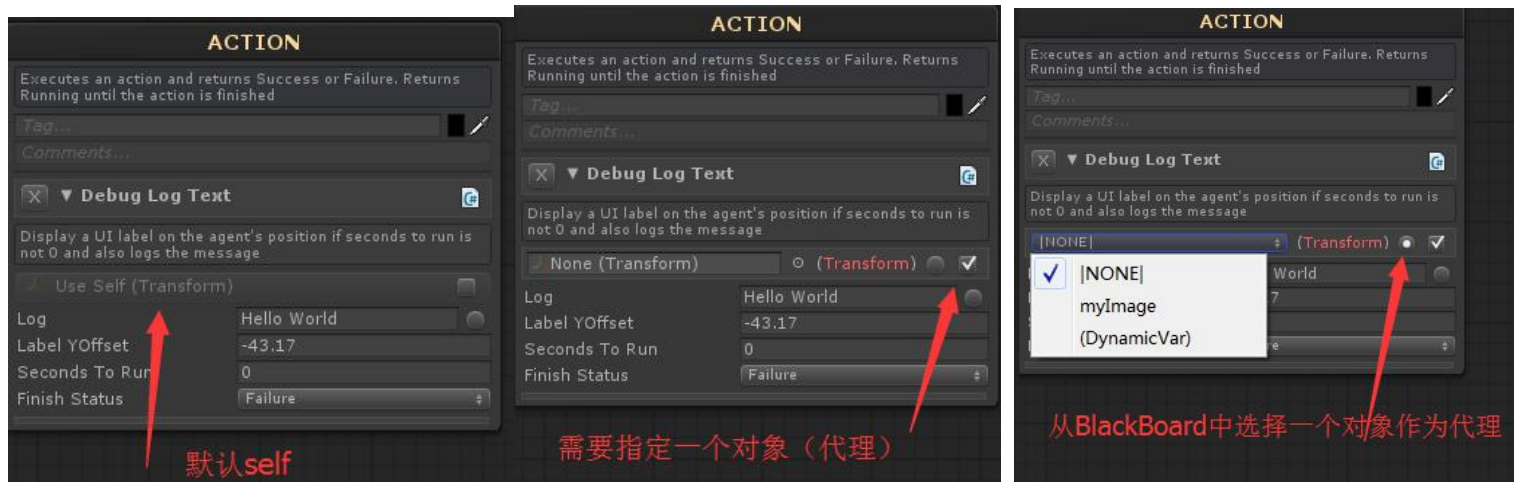 ACTION
Executes an action and returns Success or Failure. Returns
Running until the action is finished
Tag...
Comments...
X ▼ Debug Log Text
Display a UI label on the agent's position if seconds to run is
not 0 and also logs the message
Use Self (Transform)
Log Hello World
Label YOffset -43.17
Seconds To Run 0
Finish Status Failure
默认self
ACTION
Executes an action and returns Success or Failure. Returns
Running until the action is finished
Tag...
Comments...
X ▼ Debug Log Text
Display a UI label on the agent's position if seconds to run is
not 0 and also logs the message
None (Transform) (Transform)
Log Hello World
Label YOffset -43.17
Seconds To Run 0
Finish Status Failure
需要指定一个对象（代理）
ACTION
Executes an action and returns Success or Failure. Returns
Running until the action is finished
Tag...
Comments...
X ▼ Debug Log Text
Display a UI label on the agent's position if seconds to run is
not 0 and also logs the message
|NONE| (Transform)
|NONE|
World
myImage
(DynamicVar)
从BlackBoard中选择一个对象作为代理